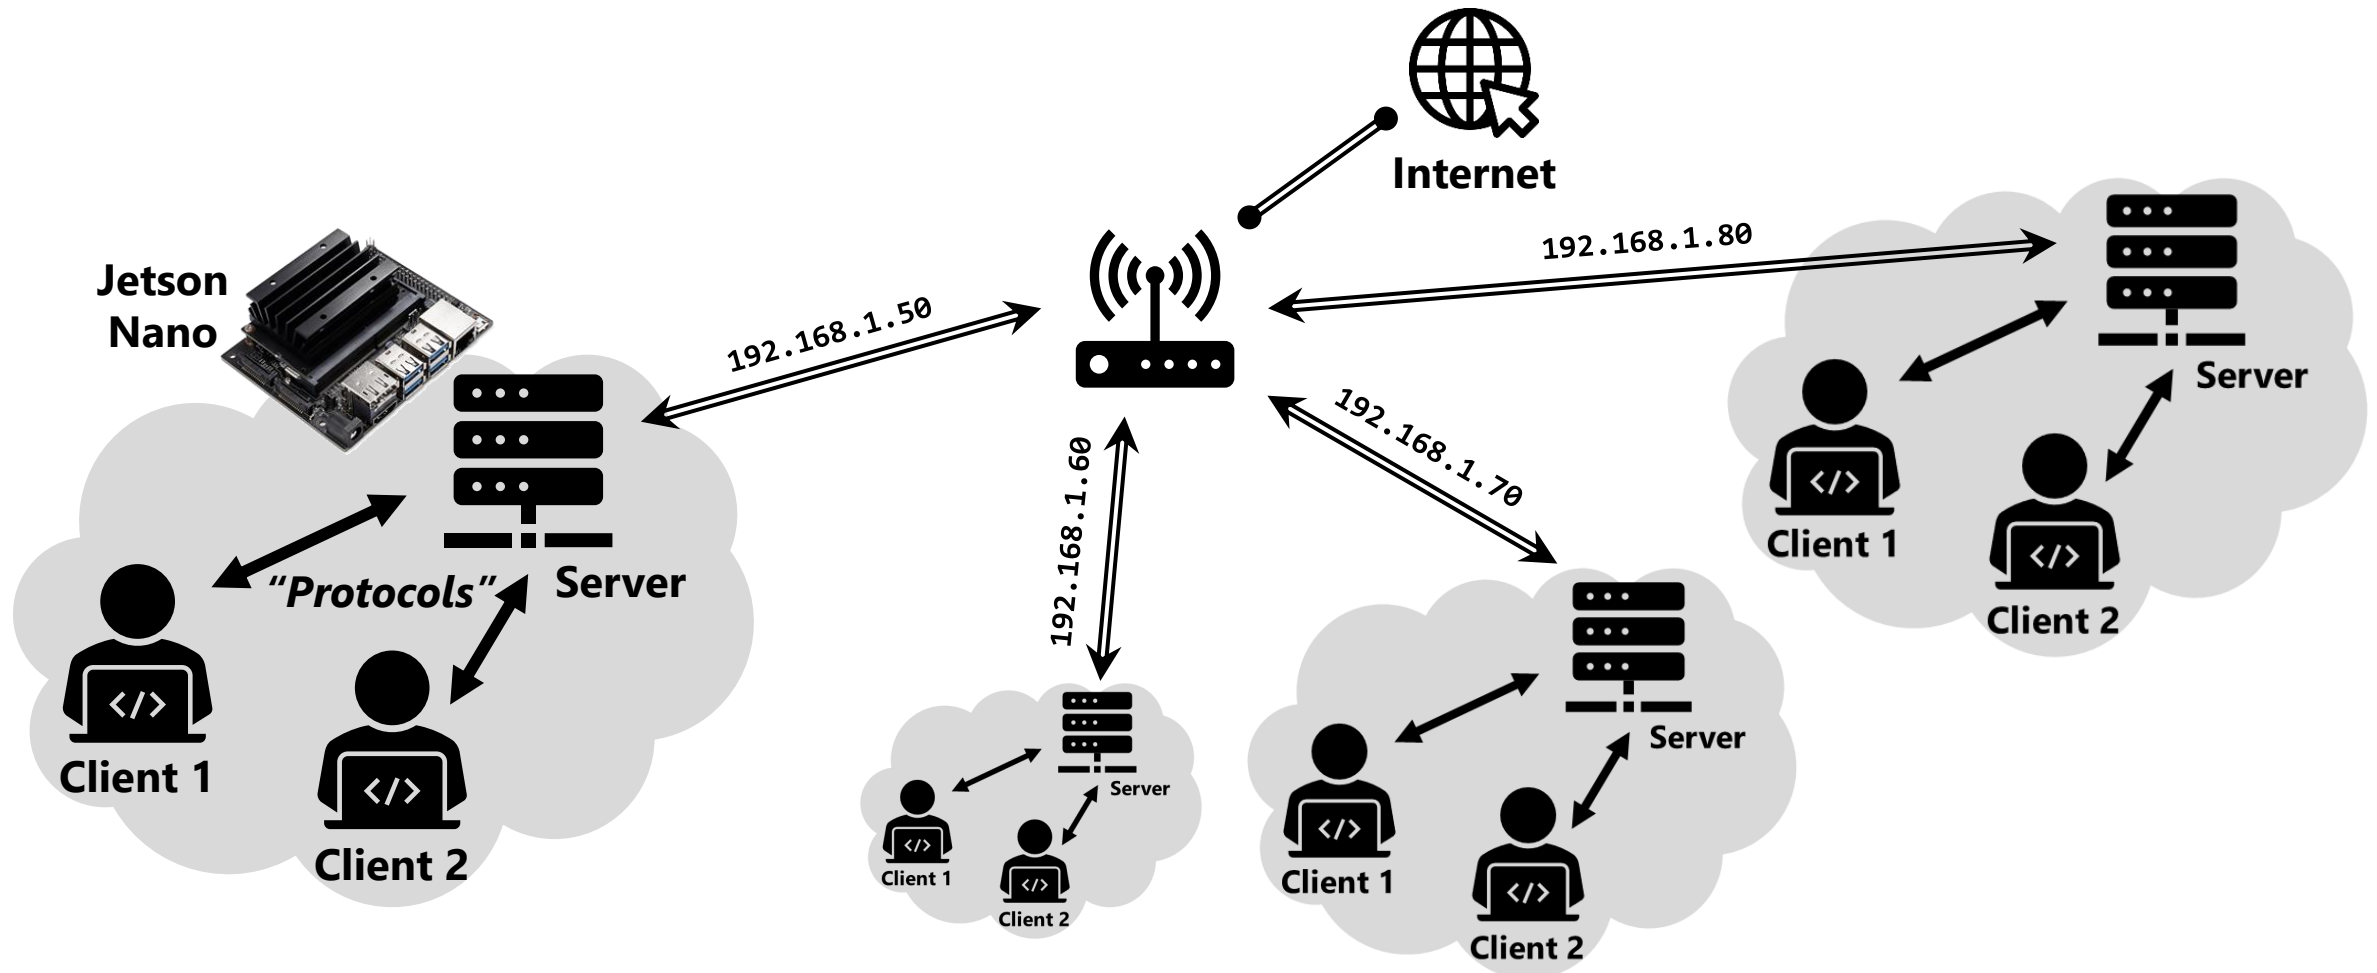 Internet
192.168.1.80
Jetson
Nano
192.168.1.50
192.168.1.70
192.168.1.60
Server
Client 1
Client 2
“Protocols”
Server
Client 1
Client 2
Server
Client 1
Client 2
Server
Client 1
Client 2